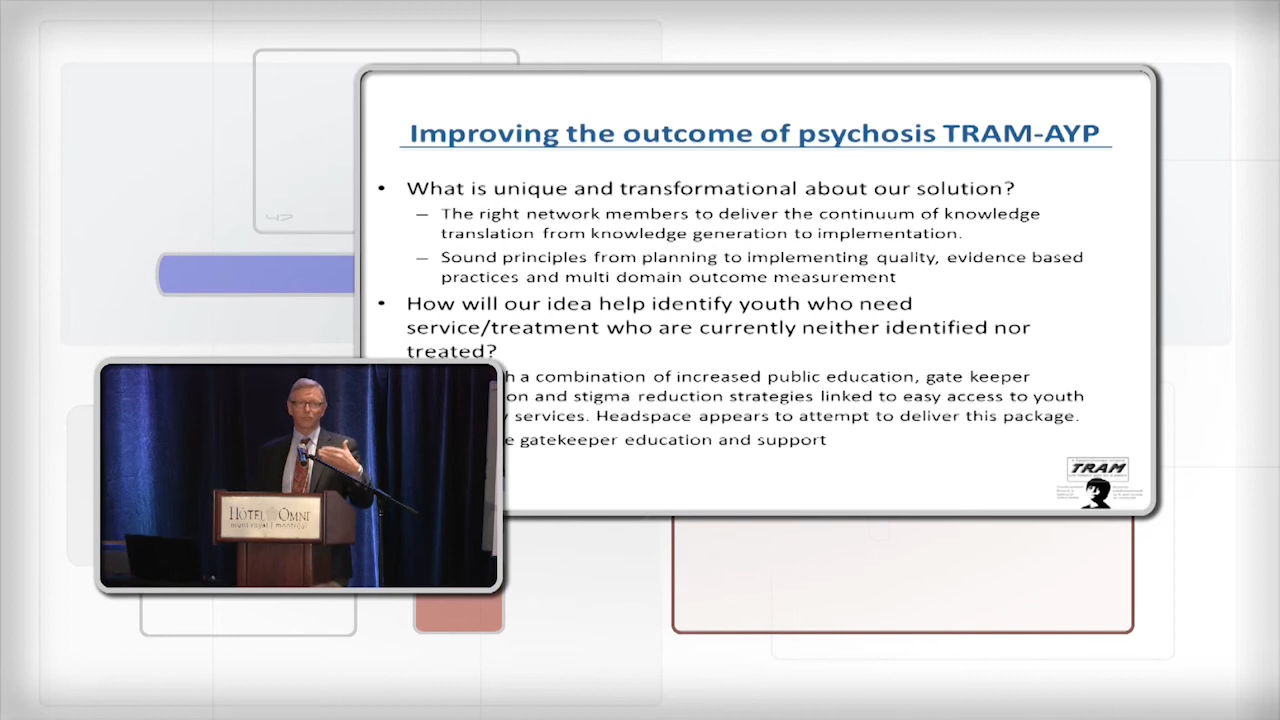 Improving the outcome of psychosis TRAM-AYP
• What is unique and transformational about our solution?
– The right network members to deliver the continuum of knowledge
translation from knowledge generation to implementation.
– Sound principles from planning to implementing quality, evidence based
practices and multi domain outcome measurement
• How will our idea help identify youth who need
service/treatment who are currently neither identified nor
treated?
a combination of increased public education, gate keeper
and stigma reduction strategies linked to easy access to youth
services. Headspace appears to attempt to deliver this package.
gatekeeper education and support
TRAM
HÔTEL OMNI
47